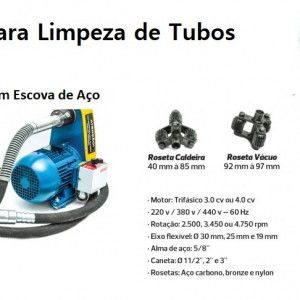 ara Limpeza de Tubos
m Escova de Aço
Roseta Caldeira
40 mm à 85 mm
Roseta Vácuo
92 mm à 97 mm
· Motor: Trifásico 3.0 cv ou 4.0 cv
· 220 v / 380 v / 440 v – 60 Hz
· Rotação: 2.500, 3.450 ou 4.750 rpm
· Eixo flexível: Ø 30 mm, 25 mm e 19 mm
· Alma de aço: 5/8"
· Caneta: Ø 1 1/2", 2" e 3"
· Rosetas: Aço carbono, bronze e nylon